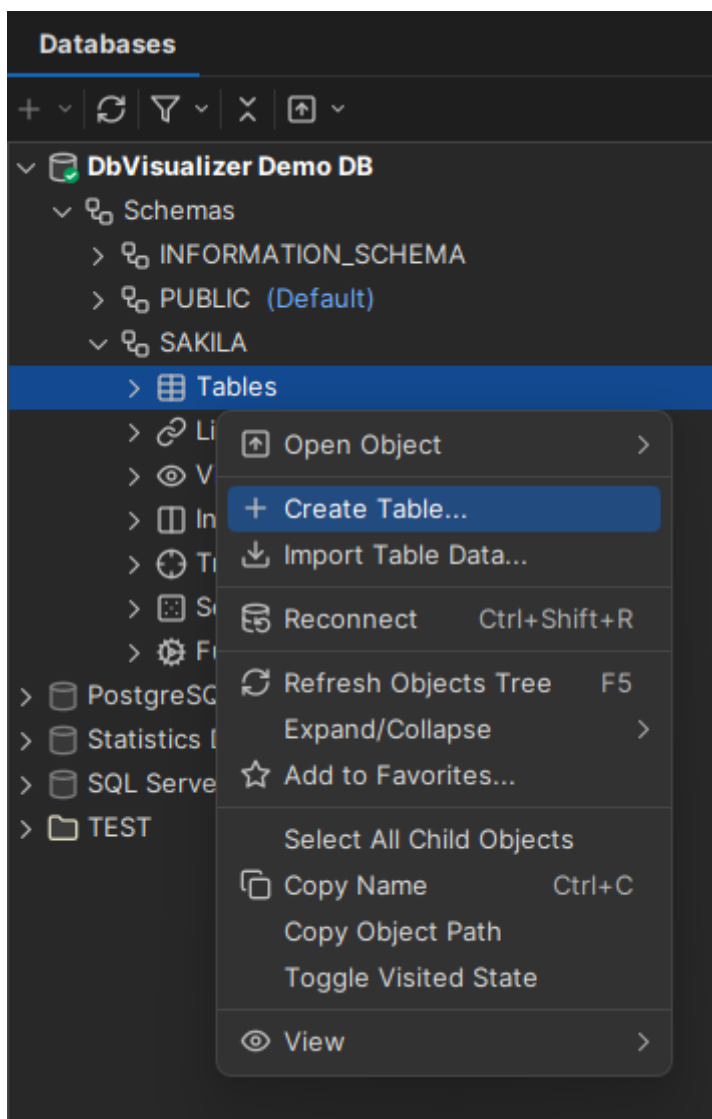 Databases
DbVisualizer Demo DB
Schemas
INFORMATION_SCHEMA
PUBLIC (Default)
SAKILA
Tables
Open Object
Create Table...
Import Table Data...
Reconnect Ctrl+Shift+R
Refresh Objects Tree F5
Expand/Collapse
Add to Favorites...
Select All Child Objects
Copy Name Ctrl+C
Copy Object Path
Toggle Visited State
View
Statistics
SQL
TEST